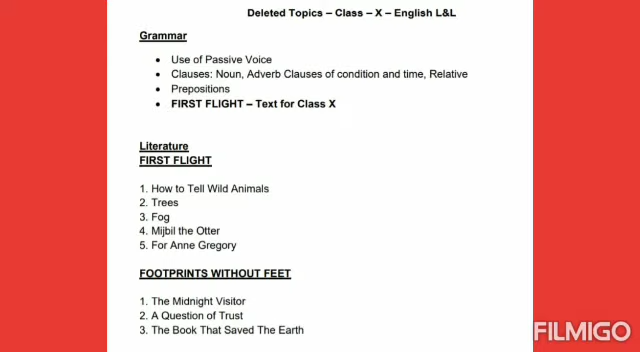 Deleted Topics – Class – X – English L&L
Grammar
• Use of Passive Voice
• Clauses: Noun, Adverb Clauses of condition and time, Relative
• Prepositions
• FIRST FLIGHT – Text for Class X
Literature
FIRST FLIGHT
1. How to Tell Wild Animals
2. Trees
3. Fog
4. Mijbil the Otter
5. For Anne Gregory
FOOTPRINTS WITHOUT FEET
1. The Midnight Visitor
2. A Question of Trust
3. The Book That Saved The Earth
FILMIGO